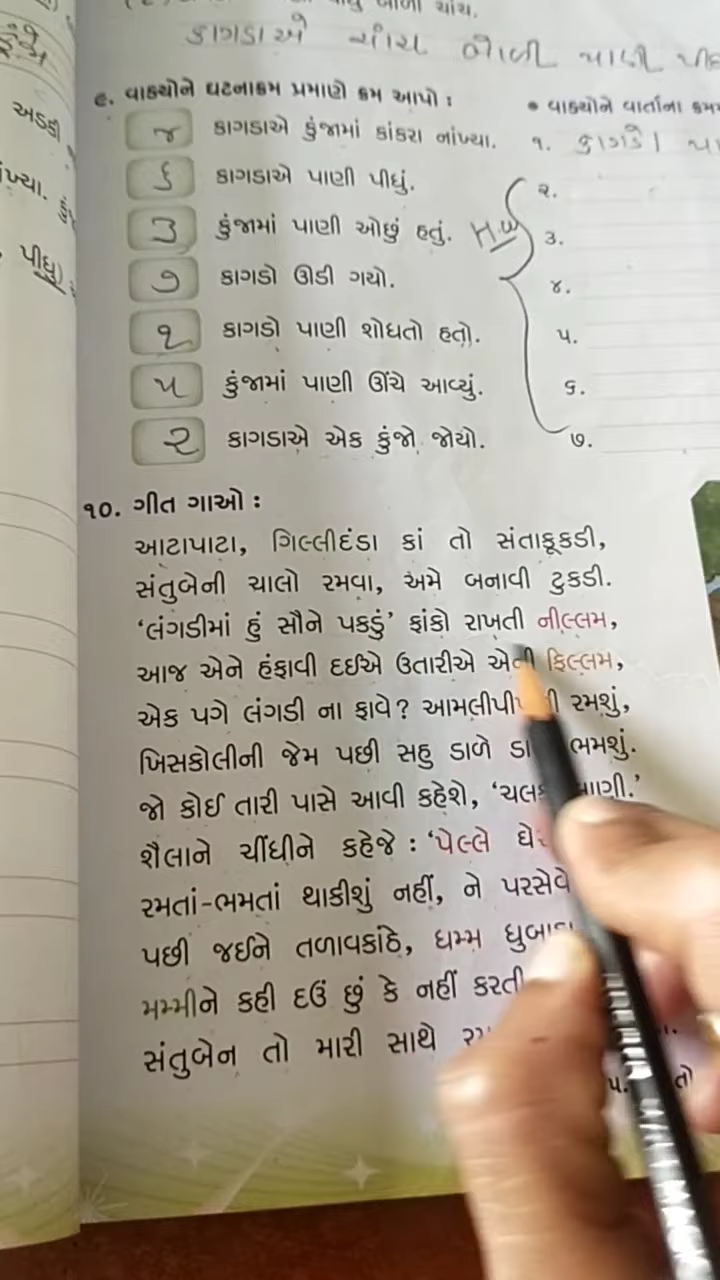 કાગડાએ
૯. વાક્યોને ઘટનાક્રમ પ્રમાણે ક્રમ આપો :
૪ કાગડાએ કુંજામાં કાંકરા નાંખ્યા.
૬ કાગડાએ પાણી પીધું.
૩ કુંજામાં પાણી ઓછું હતું.
૭ કાગડો ઊડી ગયો.
૧ કાગડો પાણી શોધતો હતો.
૫ કુંજામાં પાણી ઊંચે આવ્યું.
૨ કાગડાએ એક કુંજો જોયો.
H.W
• વાક્યોને વાર્તાના
૧. કાગડો
૨.
૩.
૪.
૫.
૬.
૭.
૧૦. ગીત ગાઓ :
આટાપાટા, ગિલ્લીદંડા કાં તો સંતાકૂકડી,
સંતુબેની ચાલો રમવા, અમે બનાવી ટુકડી.
‘લંગડીમાં હું સૌને પકડું’ ફાંકો રાખતી નીલ્લમ,
આજ એને હંફાવી દઈએ ઉતારીએ એની ફિલ્લમ,
એક પગે લંગડી ના ફાવે? રમશું,
ખિસકોલીની જેમ પછી સહુ ડાળે ભમશું.
જો કોઈ તારી પાસે આવી કહેશે,
શૈલાને ચીંધીને કહેજે : ‘પેલ્લે
રમતાં-ભમતાં થાકીશું નહીં, ને
પછી જઈને તળાવકાંઠે, ધમ્મ
મમ્મીને કહી દઉં છું કે નહીં કરતી
સંતુબેન તો મારી સાથે
અડકી
પીધુ)